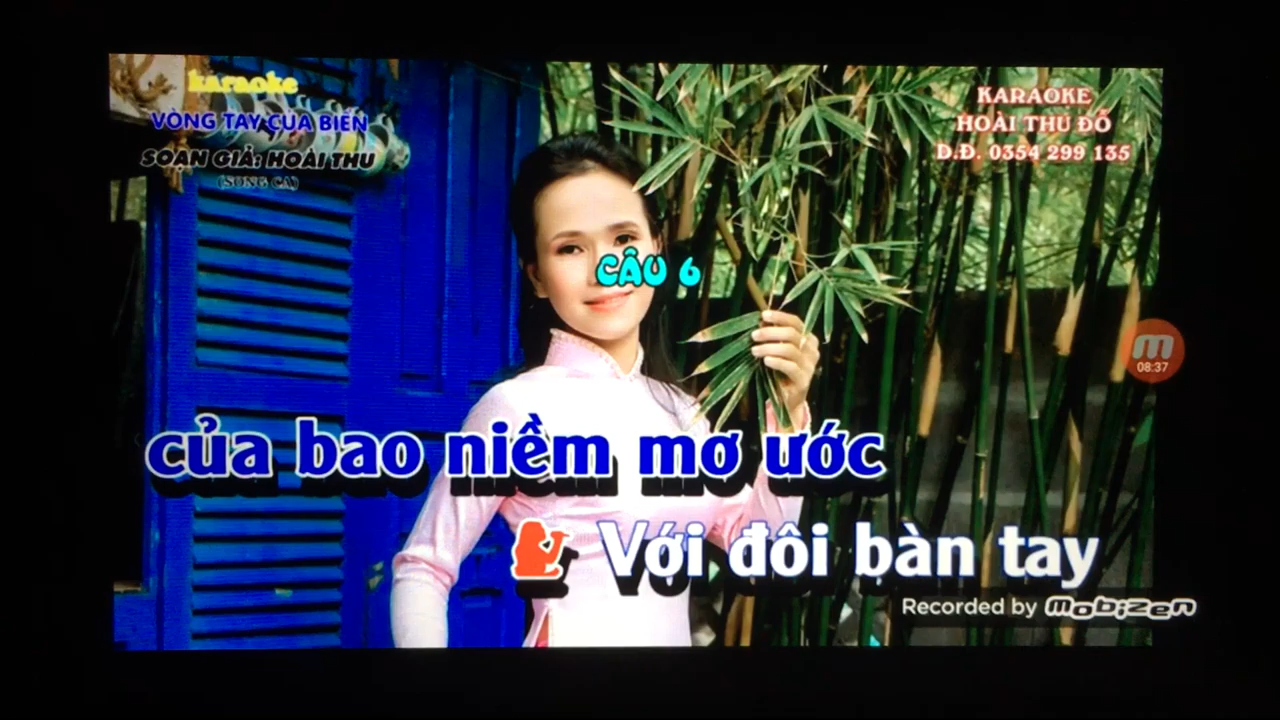 karaoke
VÒNG TAY CỦA BIỂN
SOẠN GIẢ: HOÀI THU
(SONG CA)
KARAOKE
HOÀI THU ĐỖ
D.Đ. 0354 299 135
CÂU 6
08:37
của bao niềm mơ ước
Với đôi bàn tay
Recorded by mobizen